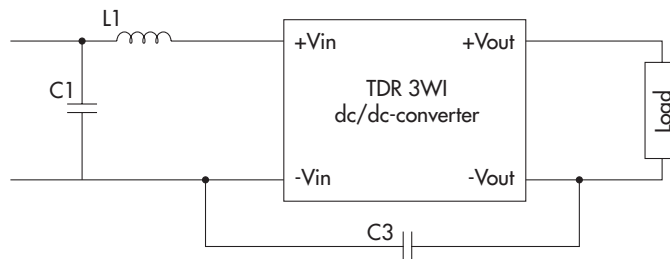 L1
+Vin
+Vout
C1
TDR 3WI
dc/dc-converter
Load
-Vin
-Vout
C3